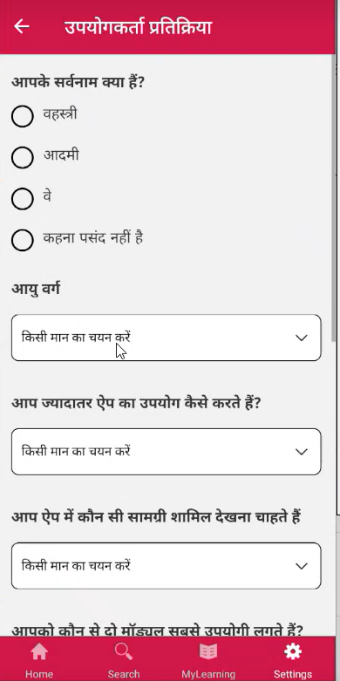 उपयोगकर्ता प्रतिक्रिया
आपके सर्वनाम क्या हैं?
वहस्त्री
आदमी
वे
कहना पसंद नहीं है
आयु वर्ग
किसी मान का चयन करें
आप ज्यादातर ऐप का उपयोग कैसे करते हैं?
किसी मान का चयन करें
आप ऐप में कौन सी सामग्री शामिल देखना चाहते हैं
किसी मान का चयन करें
आपको कौन से दो मॉड्यूल सबसे उपयोगी लगते हैं?
Home Search MyLearning Settings